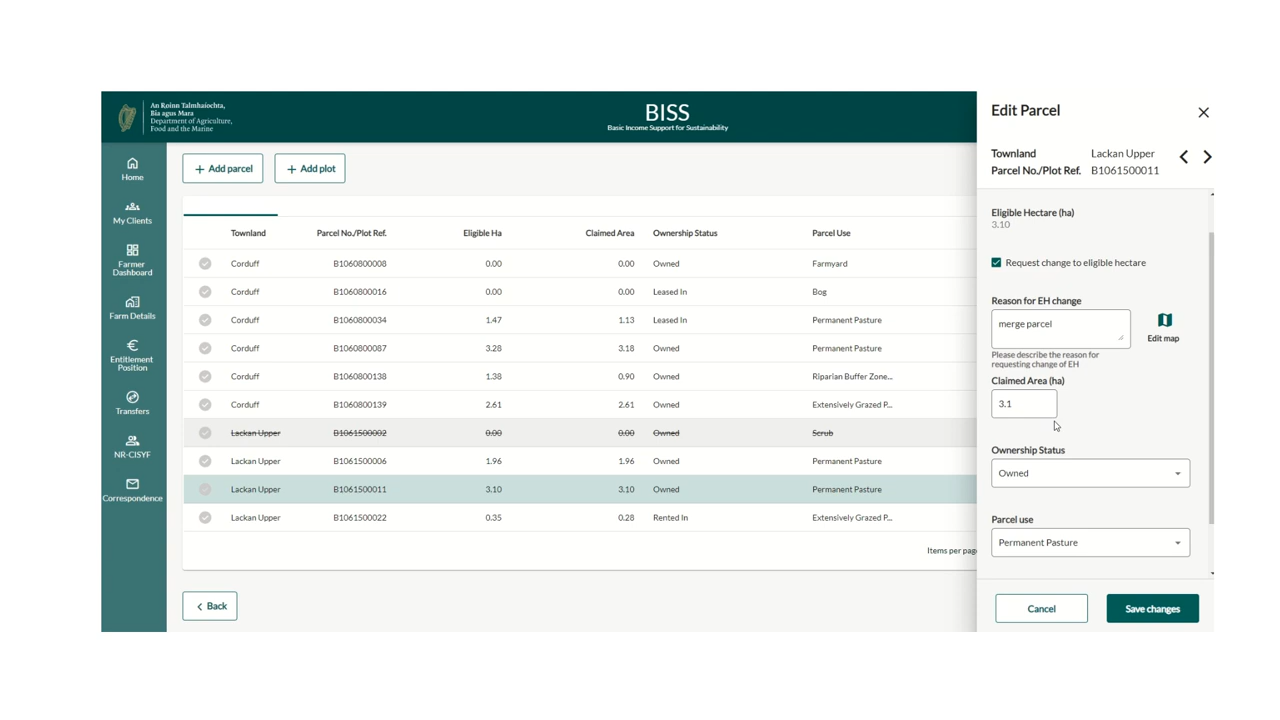 An Roinn Talmhaíochta,
Bia agus Mara
Department of Agriculture,
Food and the Marine
BISS
Basic Income Support for Sustainability
Home
My Clients
Farmer
Dashboard
Farm Details
Entitlement
Position
Transfers
NR-CISYF
Correspondence
+ Add parcel
+ Add plot
Townland Parcel No./Plot Ref. Eligible Ha Claimed Area Ownership Status Parcel Use
Corduff B1060800008 0.00 0.00 Owned Farmyard
Corduff B1060800016 0.00 0.00 Leased In Bog
Corduff B1060800034 1.47 1.13 Leased In Permanent Pasture
Corduff B1060800087 3.28 3.18 Owned Permanent Pasture
Corduff B1060800138 1.38 0.90 Owned Riparian Buffer Zone...
Corduff B1060800139 2.61 2.61 Owned Extensively Grazed P...
Lackan Upper B1061500002 0.00 0.00 Owned Scrub
Lackan Upper B1061500006 1.96 1.96 Owned Permanent Pasture
Lackan Upper B1061500011 3.10 3.10 Owned Permanent Pasture
Lackan Upper B1061500022 0.35 0.28 Rented In Extensively Grazed P...
Items per pag
Back
Edit Parcel
Townland Lackan Upper
Parcel No./Plot Ref. B1061500011
Eligible Hectare (ha)
3.10
Request change to eligible hectare
Reason for EH change
merge parcel
Edit map
Please describe the reason for
requesting change of EH
Claimed Area (ha)
3.1
Ownership Status
Owned
Parcel use
Permanent Pasture
Cancel
Save changes